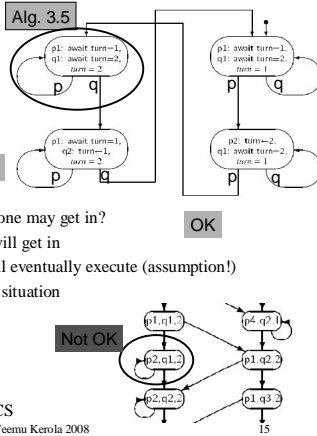 Alg. 3.5
p1: await turn=1,
q1: await turn=2,
turn = 2
p q
p1: await turn=1,
q1: await turn=2,
turn = 1
p q
p1: await turn=1,
q2: turn←1,
turn = 2
p q
p2: turn←2,
q1: await turn=2,
turn = 1
p q
one may get in?
OK
will get in
l eventually execute (assumption!)
situation
Not OK
p1,q1,2
p4,q2,1
p2,q1,2
p1,q2,2
p2,q2,2
p1,q3,2
CS
eemu Kerola 2008
15